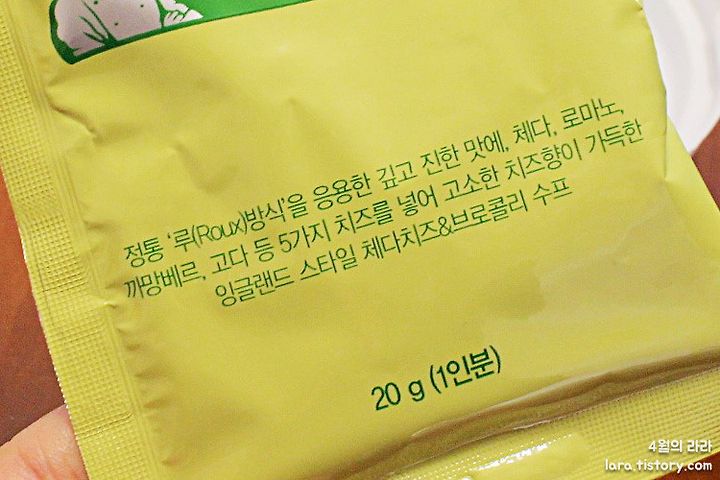 정통 '루(Roux)방식'을 응용한 깊고 진한 맛에, 체다, 로마노,
까망베르, 고다 등 5가지 치즈를 넣어 고소한 치즈향이 가득한
잉글랜드 스타일 체다치즈&브로콜리 수프
20 g (1인분)
4월의 라라
lara.tistory.com